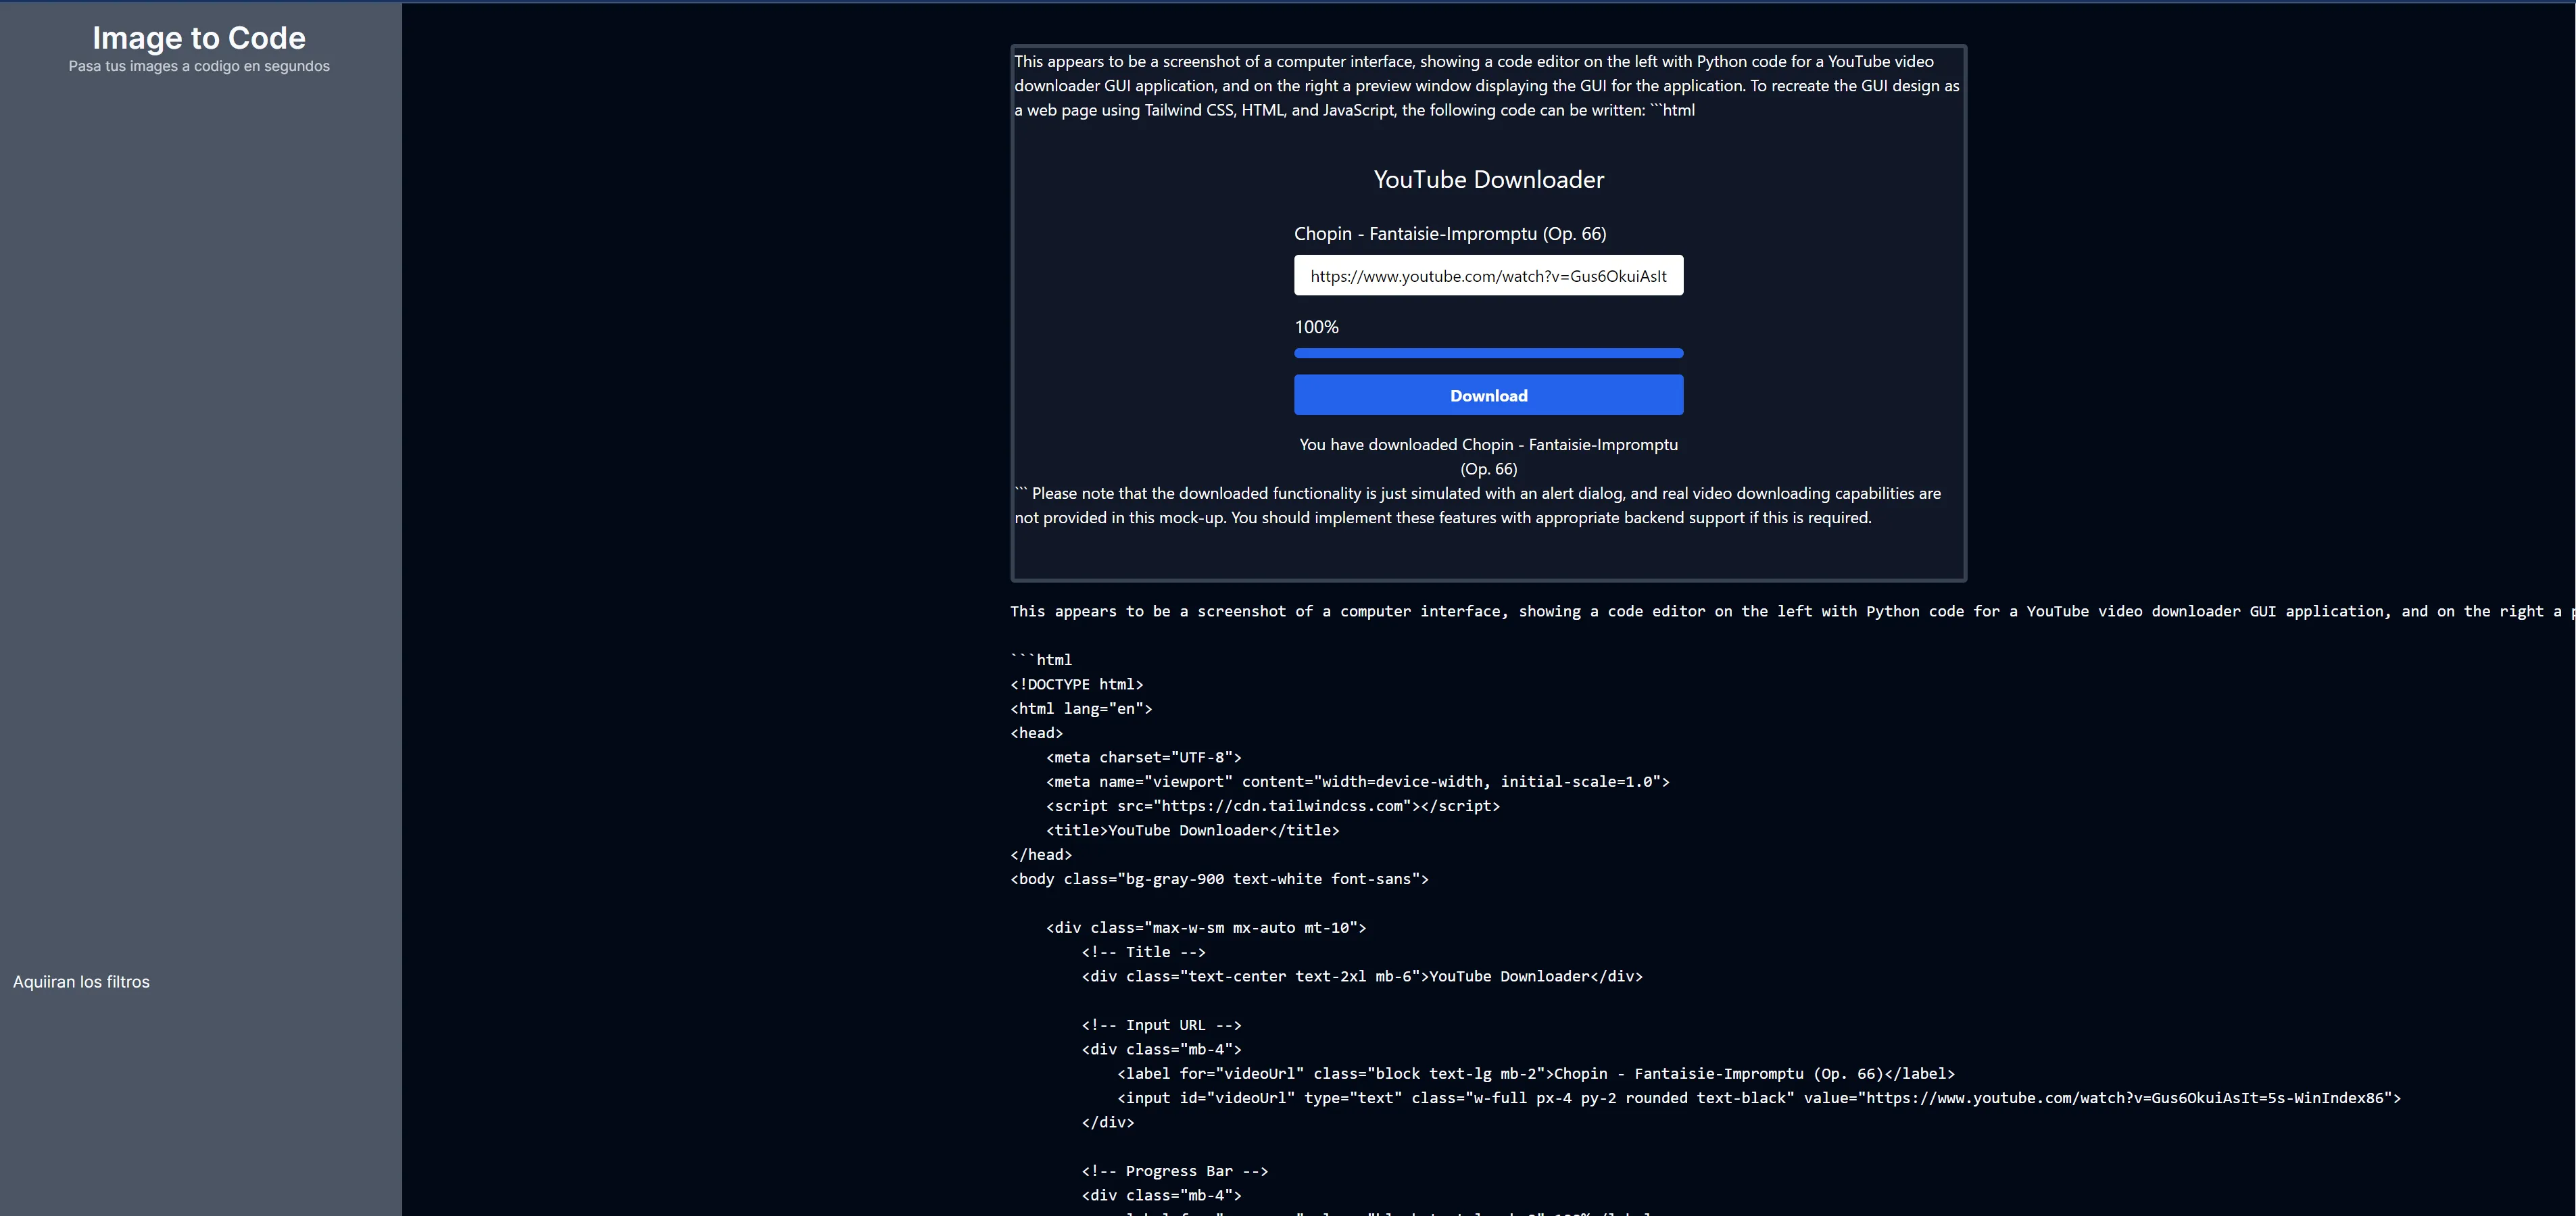 Image to Code
Pasa tus images a codigo en segundos
Aquiiran los filtros
This appears to be a screenshot of a computer interface, showing a code editor on the left with Python code for a YouTube video
downloader GUI application, and on the right a preview window displaying the GUI for the application. To recreate the GUI design as
a web page using Tailwind CSS, HTML, and JavaScript, the following code can be written: ```html
YouTube Downloader
Chopin - Fantaisie-Impromptu (Op. 66)
https://www.youtube.com/watch?v=Gus6OkuiAsIt
100%
Download
You have downloaded Chopin - Fantaisie-Impromptu
(Op. 66)
``` Please note that the downloaded functionality is just simulated with an alert dialog, and real video downloading capabilities are
not provided in this mock-up. You should implement these features with appropriate backend support if this is required.
This appears to be a screenshot of a computer interface, showing a code editor on the left with Python code for a YouTube video downloader GUI application, and on the right a
```html
<!DOCTYPE html>
<html lang="en">
<head>
    <meta charset="UTF-8">
    <meta name="viewport" content="width=device-width, initial-scale=1.0">
    <script src="https://cdn.tailwindcss.com"></script>
    <title>YouTube Downloader</title>
</head>
<body class="bg-gray-900 text-white font-sans">
    <div class="max-w-sm mx-auto mt-10">
        <!-- Title -->
        <div class="text-center text-2xl mb-6">YouTube Downloader</div>
        <!-- Input URL -->
        <div class="mb-4">
            <label for="videoUrl" class="block text-lg mb-2">Chopin - Fantaisie-Impromptu (Op. 66)</label>
            <input id="videoUrl" type="text" class="w-full px-4 py-2 rounded text-black" value="https://www.youtube.com/watch?v=Gus6OkuiAsIt=5s-WinIndex86">
        </div>
        <!-- Progress Bar -->
        <div class="mb-4">